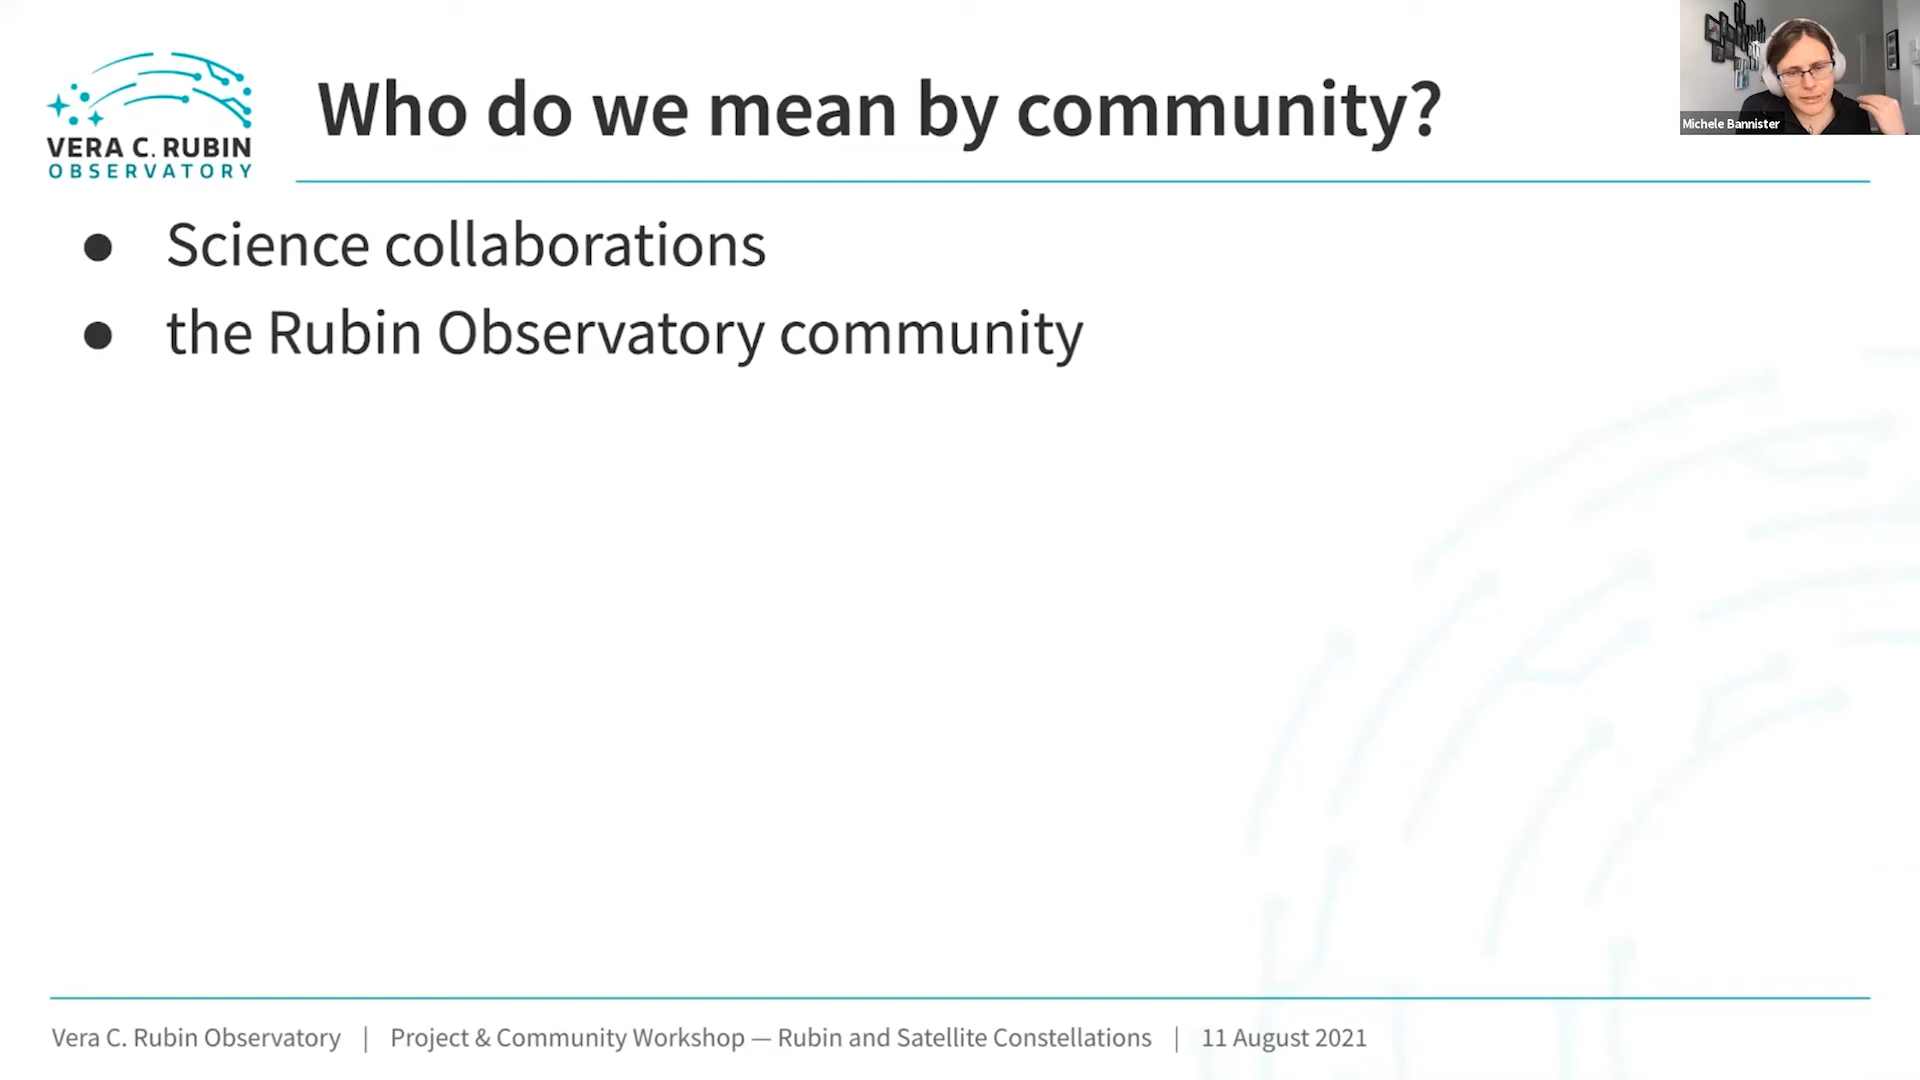 VERA C. RUBIN
OBSERVATORY
Who do we mean by community?
Michele Bannister
● Science collaborations
● the Rubin Observatory community
Vera C. Rubin Observatory | Project & Community Workshop — Rubin and Satellite Constellations | 11 August 2021